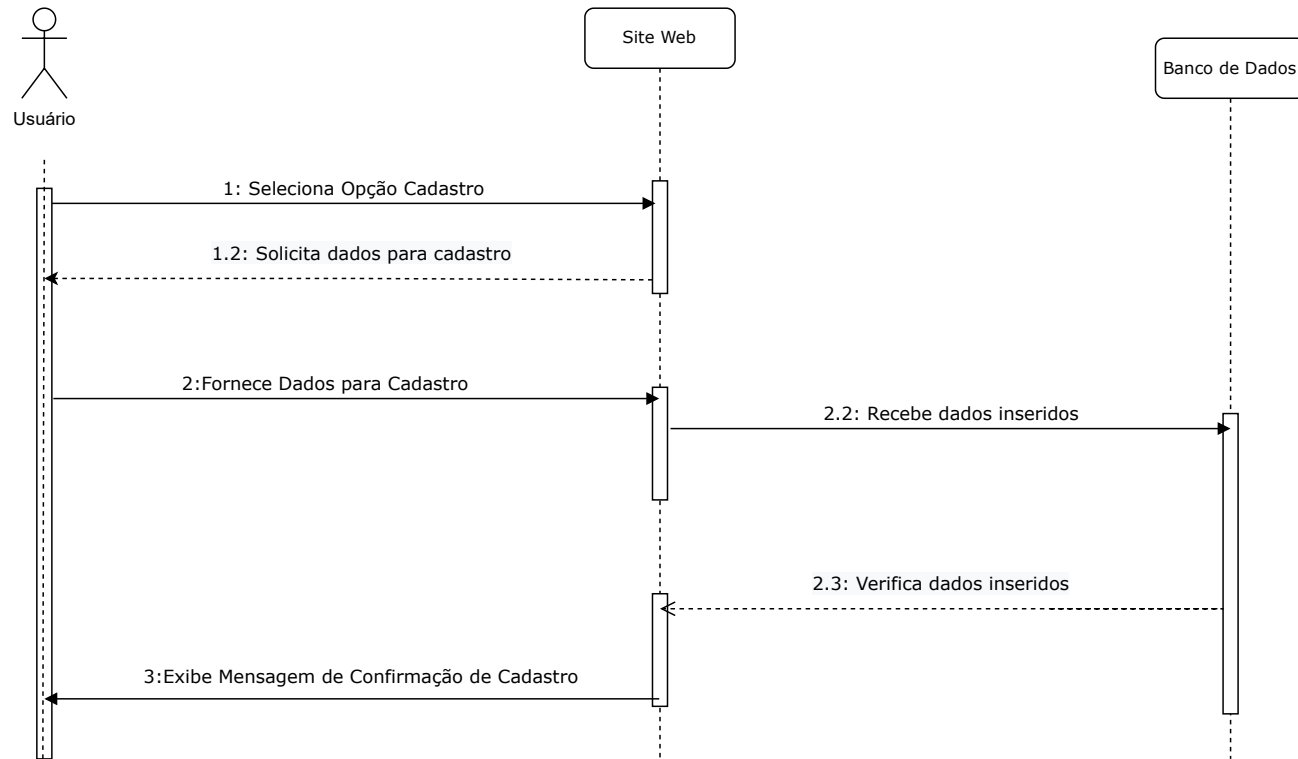 Site Web
Banco de Dados
Usuário
1: Seleciona Opção Cadastro
1.2: Solicita dados para cadastro
2:Fornece Dados para Cadastro
2.2: Recebe dados inseridos
2.3: Verifica dados inseridos
3:Exibe Mensagem de Confirmação de Cadastro